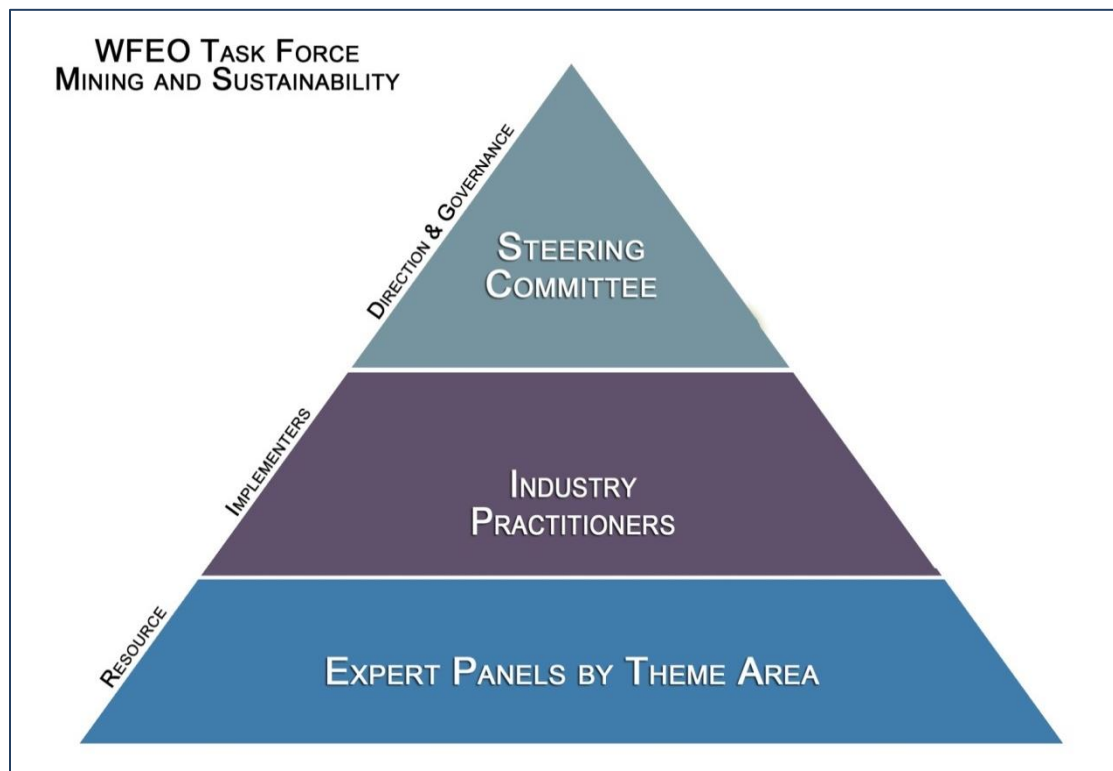 WFEO Task Force
Mining and Sustainability
Direction & Governance
Steering
Committee
Implementers
Industry
Practitioners
Resource
Expert Panels by Theme Area